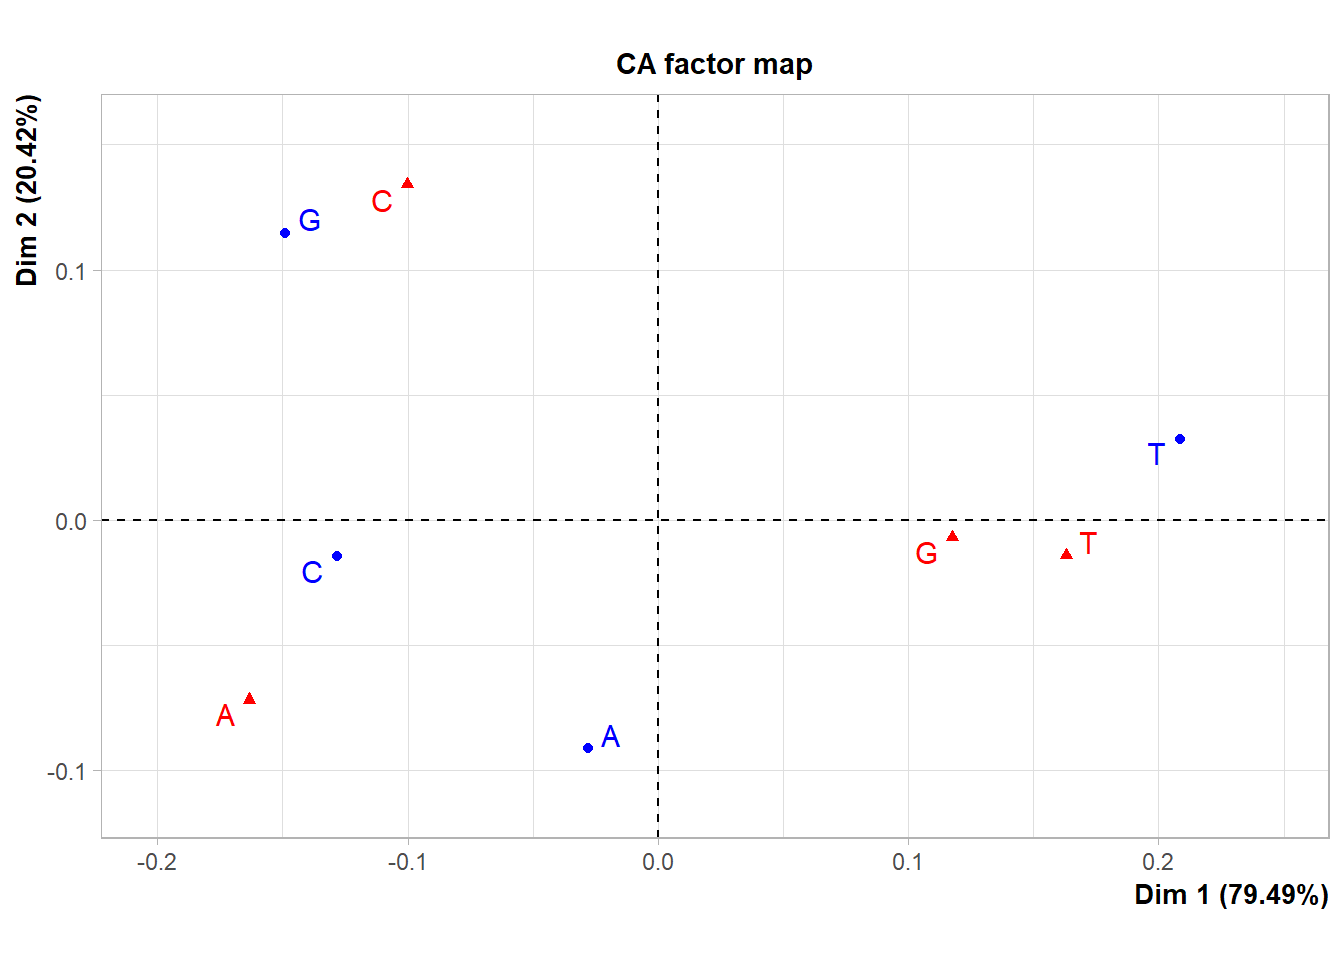 CA factor map
Dim 2 (20.42%)
0.1
0.0
-0.1
C
G
T
G
T
C
A
A
-0.2
-0.1
0.0
0.1
0.2
Dim 1 (79.49%)